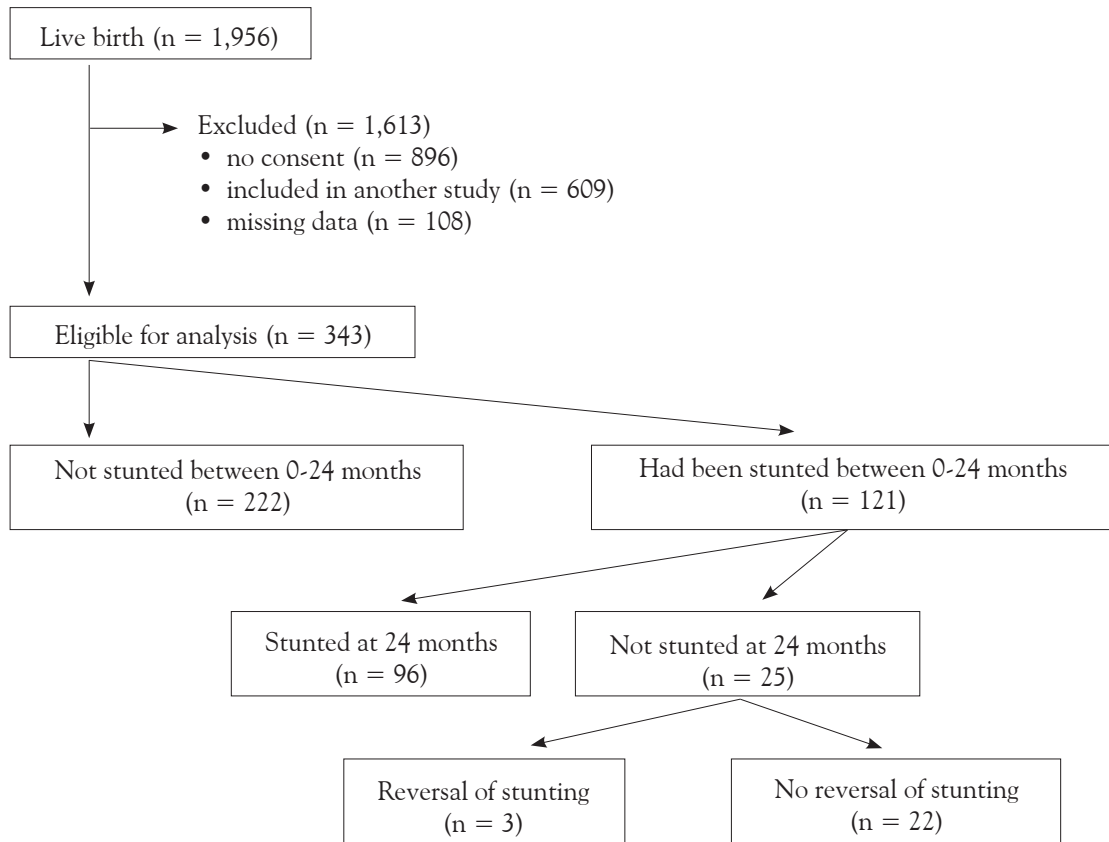 Live birth (n = 1,956)
Excluded (n = 1,613)
• no consent (n = 896)
• included in another study (n = 609)
• missing data (n = 108)
Eligible for analysis (n = 343)
Not stunted between 0-24 months
(n = 222)
Had been stunted between 0-24 months
(n = 121)
Stunted at 24 months
(n = 96)
Not stunted at 24 months
(n = 25)
Reversal of stunting
(n = 3)
No reversal of stunting
(n = 22)